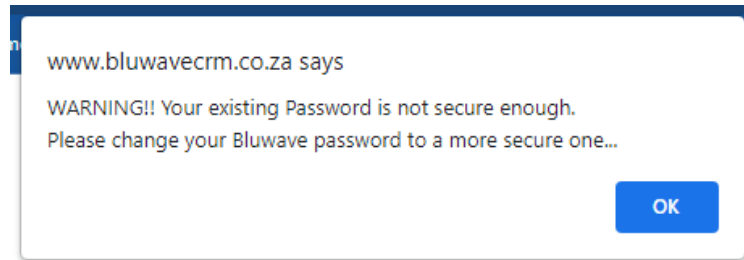 www.bluwavecrm.co.za says
WARNING!! Your existing Password is not secure enough.
Please change your Bluwave password to a more secure one...
OK